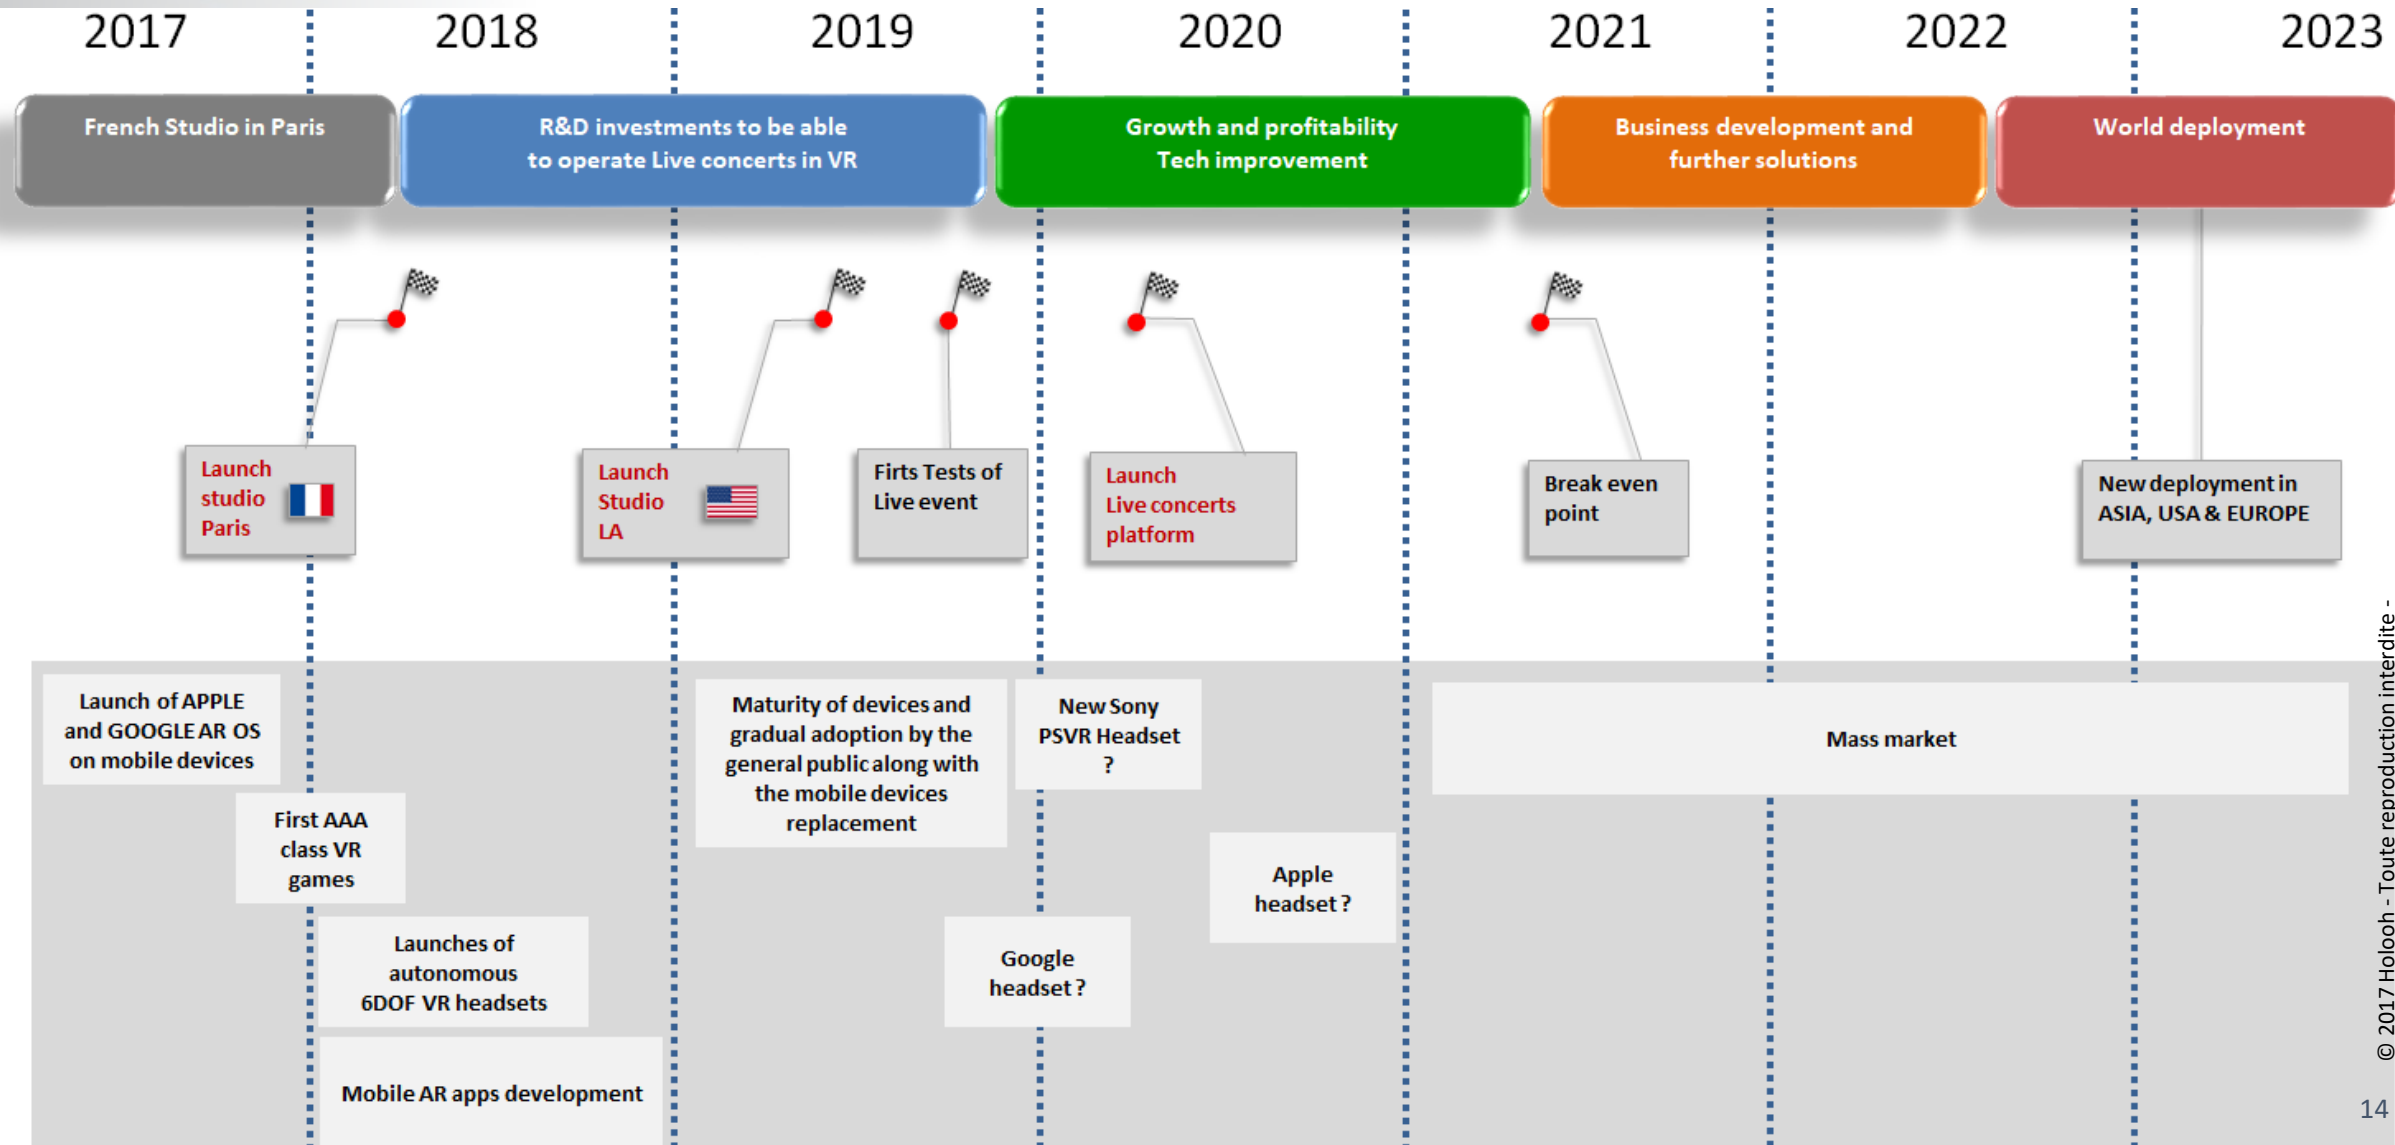 2017
2018
2019
2020
2021
2022
2023
French Studio in Paris
R&D investments to be able
to operate Live concerts in VR
Growth and profitability
Tech improvement
Business development and
further solutions
World deployment
Launch
studio
Paris
Launch
Studio
LA
Firts Tests of
Live event
Launch
Live concerts
platform
Break even
point
New deployment in
ASIA, USA & EUROPE
Launch of APPLE
and GOOGLE AR OS
on mobile devices
First AAA
class VR
games
Launches of
autonomous
6DOF VR headsets
Mobile AR apps development
Maturity of devices and
gradual adoption by the
general public along with
the mobile devices
replacement
New Sony
PSVR Headset
?
Google
headset ?
Apple
headset ?
Mass market
© 2017 Holooh - Toute reproduction interdite -
14